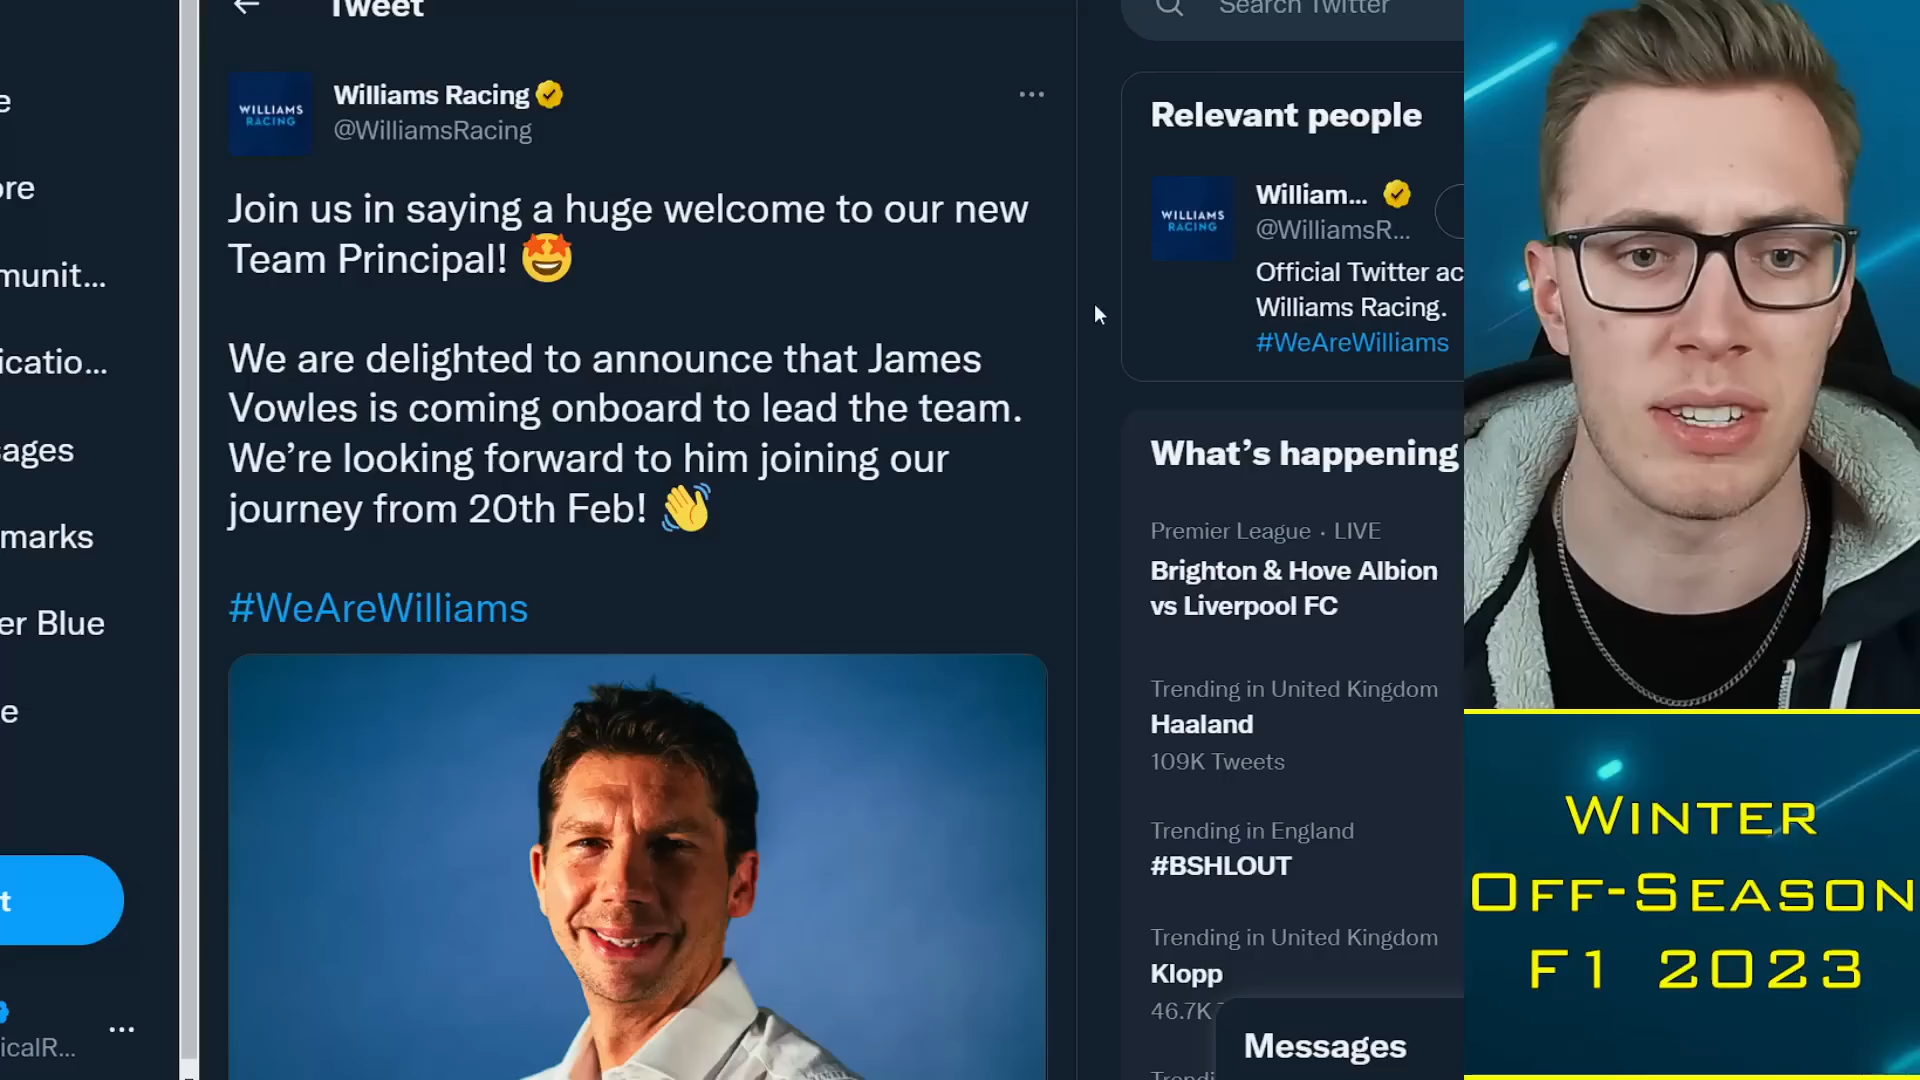 Tweet
Search Twitter
WILLIAMS
RACING
Williams Racing
@WilliamsRacing
Join us in saying a huge welcome to our new
Team Principal! 🤩
We are delighted to announce that James
Vowles is coming onboard to lead the team.
We’re looking forward to him joining our
journey from 20th Feb! 👋
#WeAreWilliams
e
ore
munit...
icatio...
sages
marks
er Blue
e
t
icalR...
Relevant people
WILLIAMS
RACING
William...
@WilliamsR...
Official Twitter ac
Williams Racing.
#WeAreWilliams
What’s happening
Premier League · LIVE
Brighton & Hove Albion
vs Liverpool FC
Trending in United Kingdom
Haaland
109K Tweets
Trending in England
#BSHLOUT
Trending in United Kingdom
Klopp
46.7K
Messages
Trendi
WINTER
OFF-SEASON
F1 2023